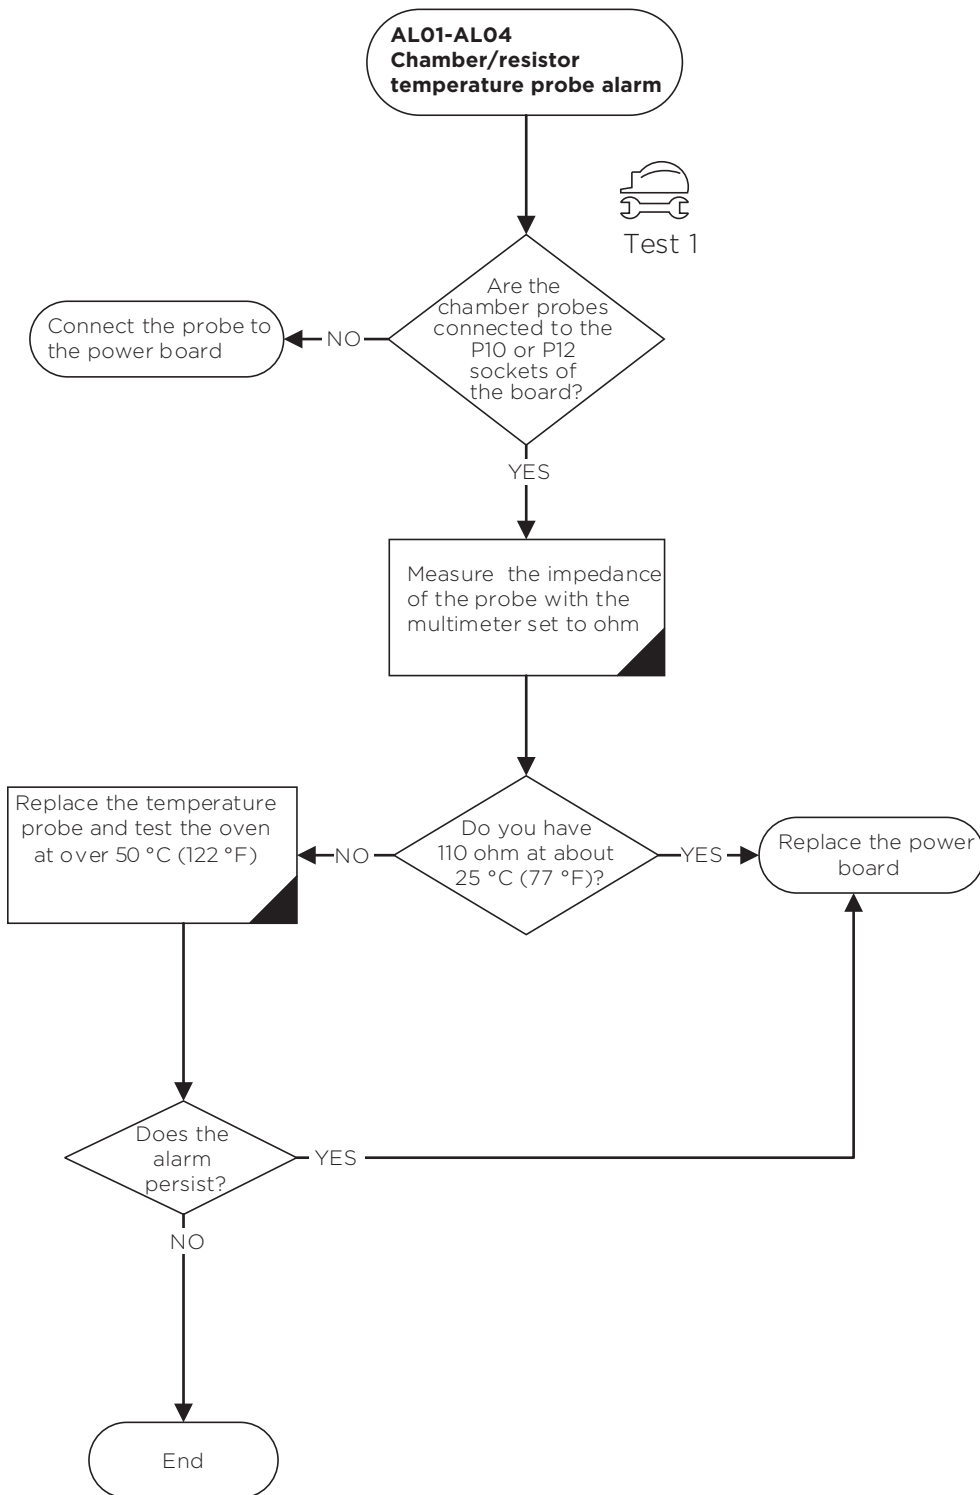 AL01-AL04
Chamber/resistor
temperature probe alarm
Test 1
Are the
chamber probes
connected to the
P10 or P12
sockets of
the board?
NO
Connect the probe to
the power board
YES
Measure the impedance
of the probe with the
multimeter set to ohm
Do you have
110 ohm at about
25 °C (77 °F)?
NO
YES
Replace the temperature
probe and test the oven
at over 50 °C (122 °F)
Replace the power
board
Does the
alarm
persist?
YES
NO
End